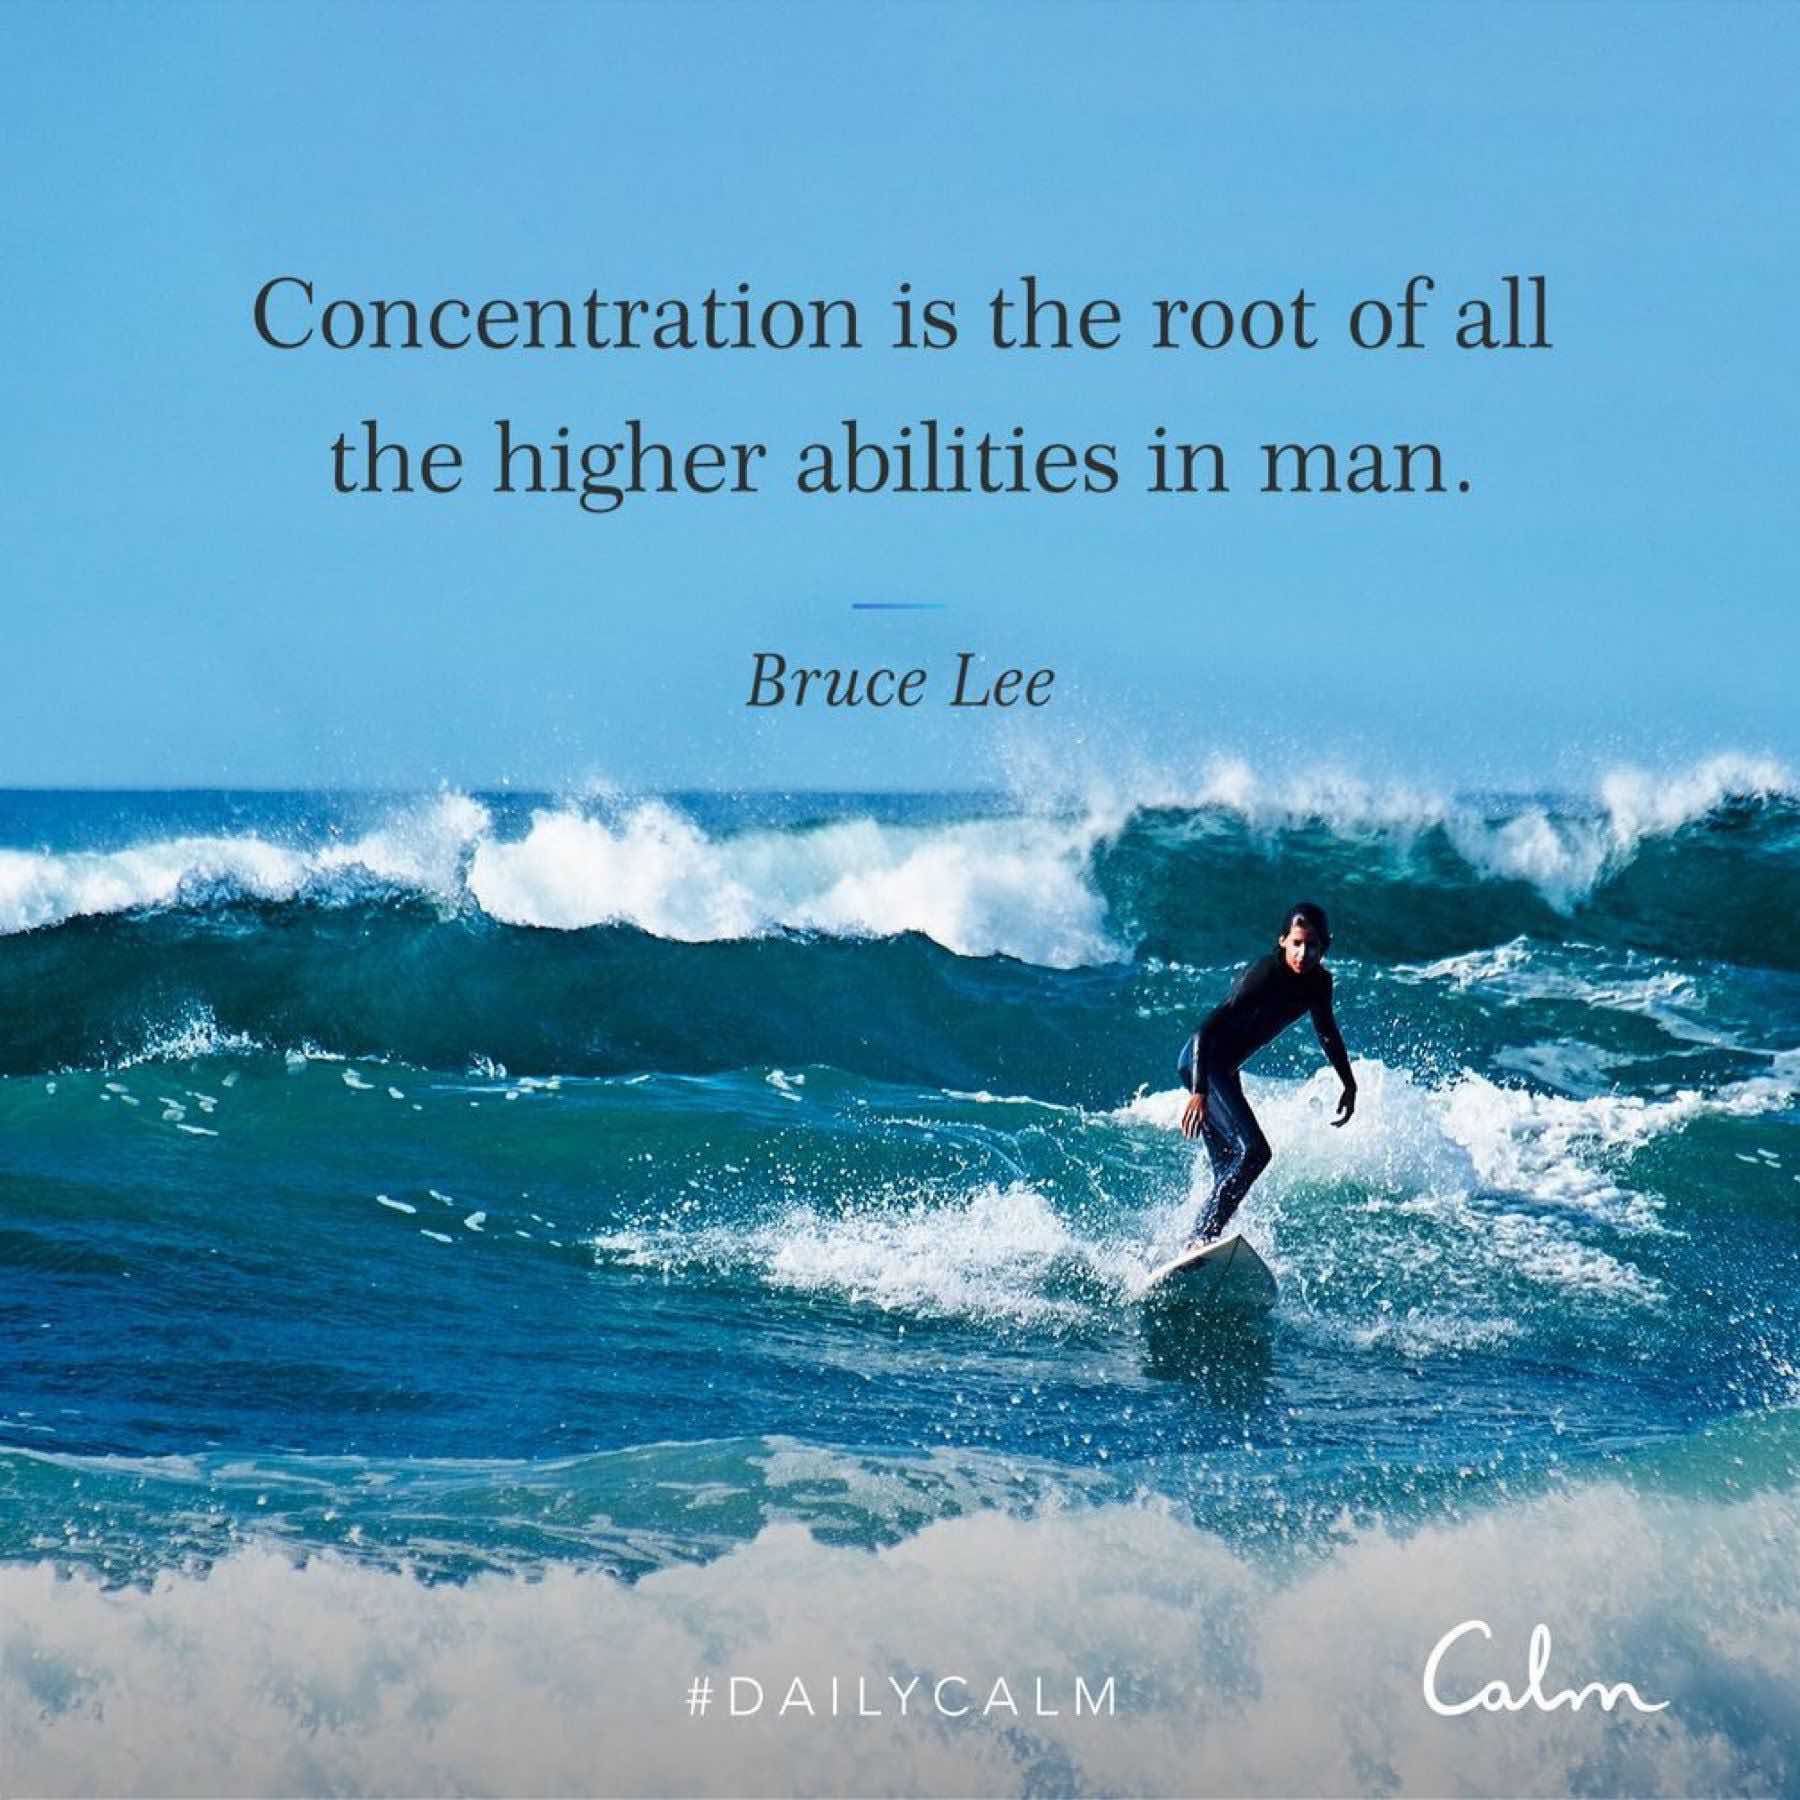 Concentration is the root of all
the higher abilities in man.
Bruce Lee
#DAILYCALM
Calm